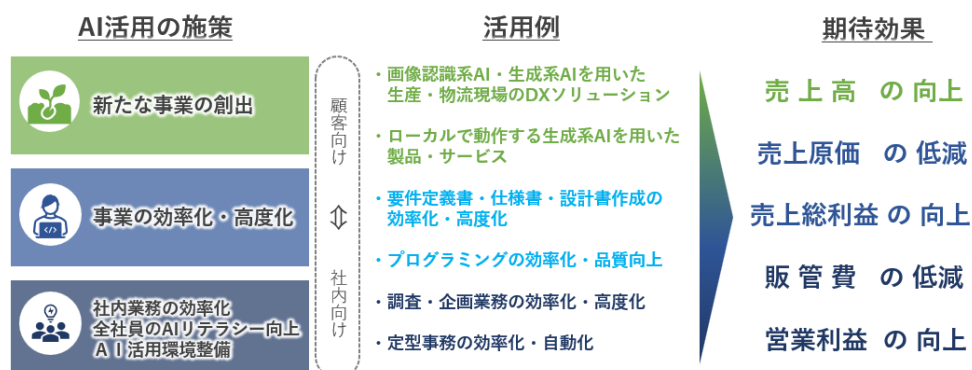 AI活用の施策
活用例
期待効果
新たな事業の創出
事業の効率化・高度化
社内業務の効率化
全社員のAIリテラシー向上
ＡＩ活用環境整備
顧客向け
社内向け
・画像認識系AI・生成系AIを用いた
生産・物流現場のDXソリューション
・ローカルで動作する生成系AIを用いた
製品・サービス
・要件定義書・仕様書・設計書作成の
効率化・高度化
・プログラミングの効率化・品質向上
・調査・企画業務の効率化・高度化
・定型事務の効率化・自動化
売上高 の 向上
売上原価 の 低減
売上総利益 の 向上
販管費 の 低減
営業利益 の 向上